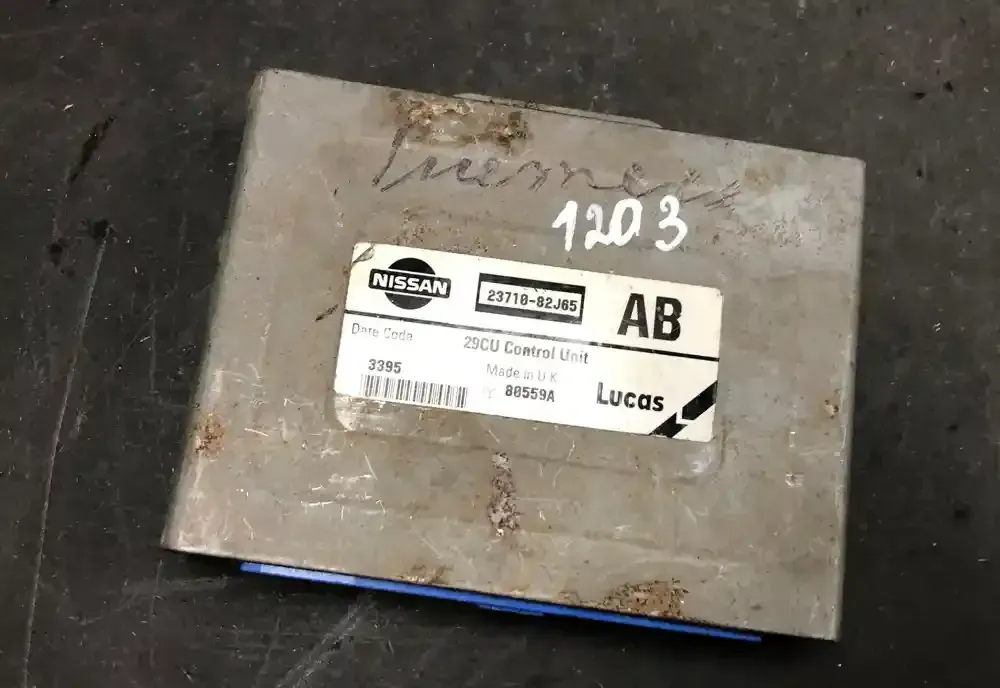 1203
NISSAN
23710-82J65
AB
Date Code
29CU Control Unit
3395
Made in U K
80559A
Lucas